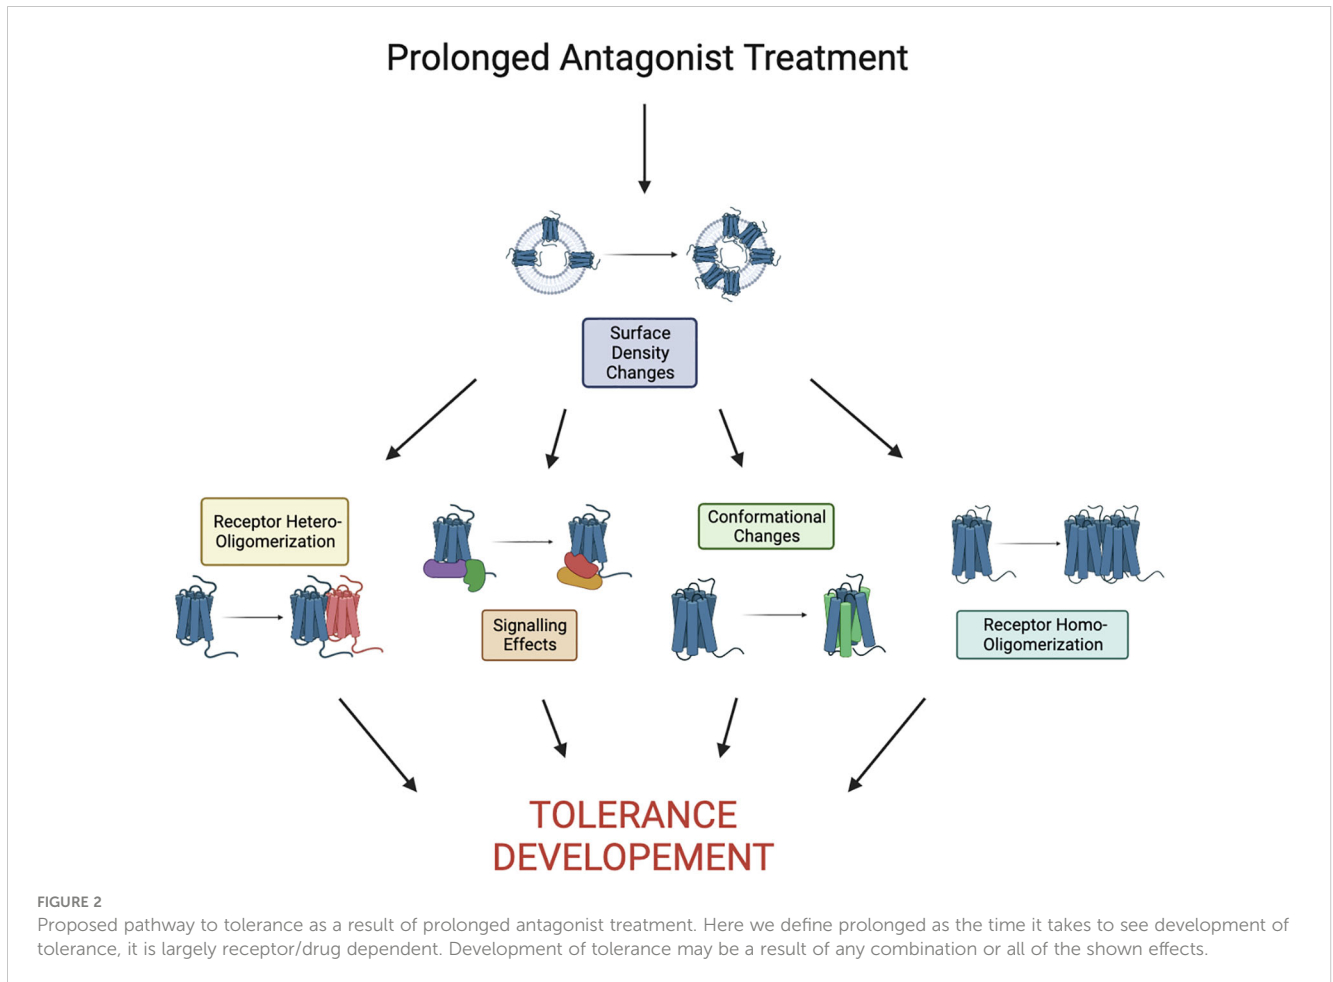 Prolonged Antagonist Treatment
Surface
Density
Changes
Receptor Hetero-
Oligomerization
Signalling
Effects
Conformational
Changes
Receptor Homo-
Oligomerization
TOLERANCE
DEVELOPEMENT
FIGURE 2
Proposed pathway to tolerance as a result of prolonged antagonist treatment. Here we define prolonged as the time it takes to see development of
tolerance, it is largely receptor/drug dependent. Development of tolerance may be a result of any combination or all of the shown effects.